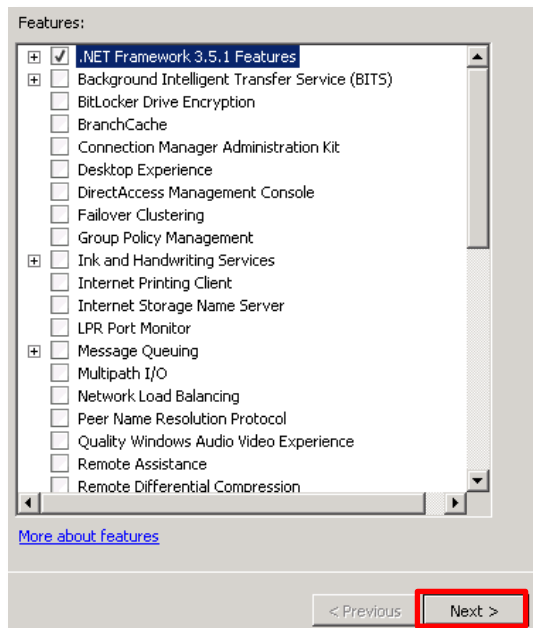 Features:
.NET Framework 3.5.1 Features
Background Intelligent Transfer Service (BITS)
BitLocker Drive Encryption
BranchCache
Connection Manager Administration Kit
Desktop Experience
DirectAccess Management Console
Failover Clustering
Group Policy Management
Ink and Handwriting Services
Internet Printing Client
Internet Storage Name Server
LPR Port Monitor
Message Queuing
Multipath I/O
Network Load Balancing
Peer Name Resolution Protocol
Quality Windows Audio Video Experience
Remote Assistance
Remote Differential Compression
More about features
< Previous Next >